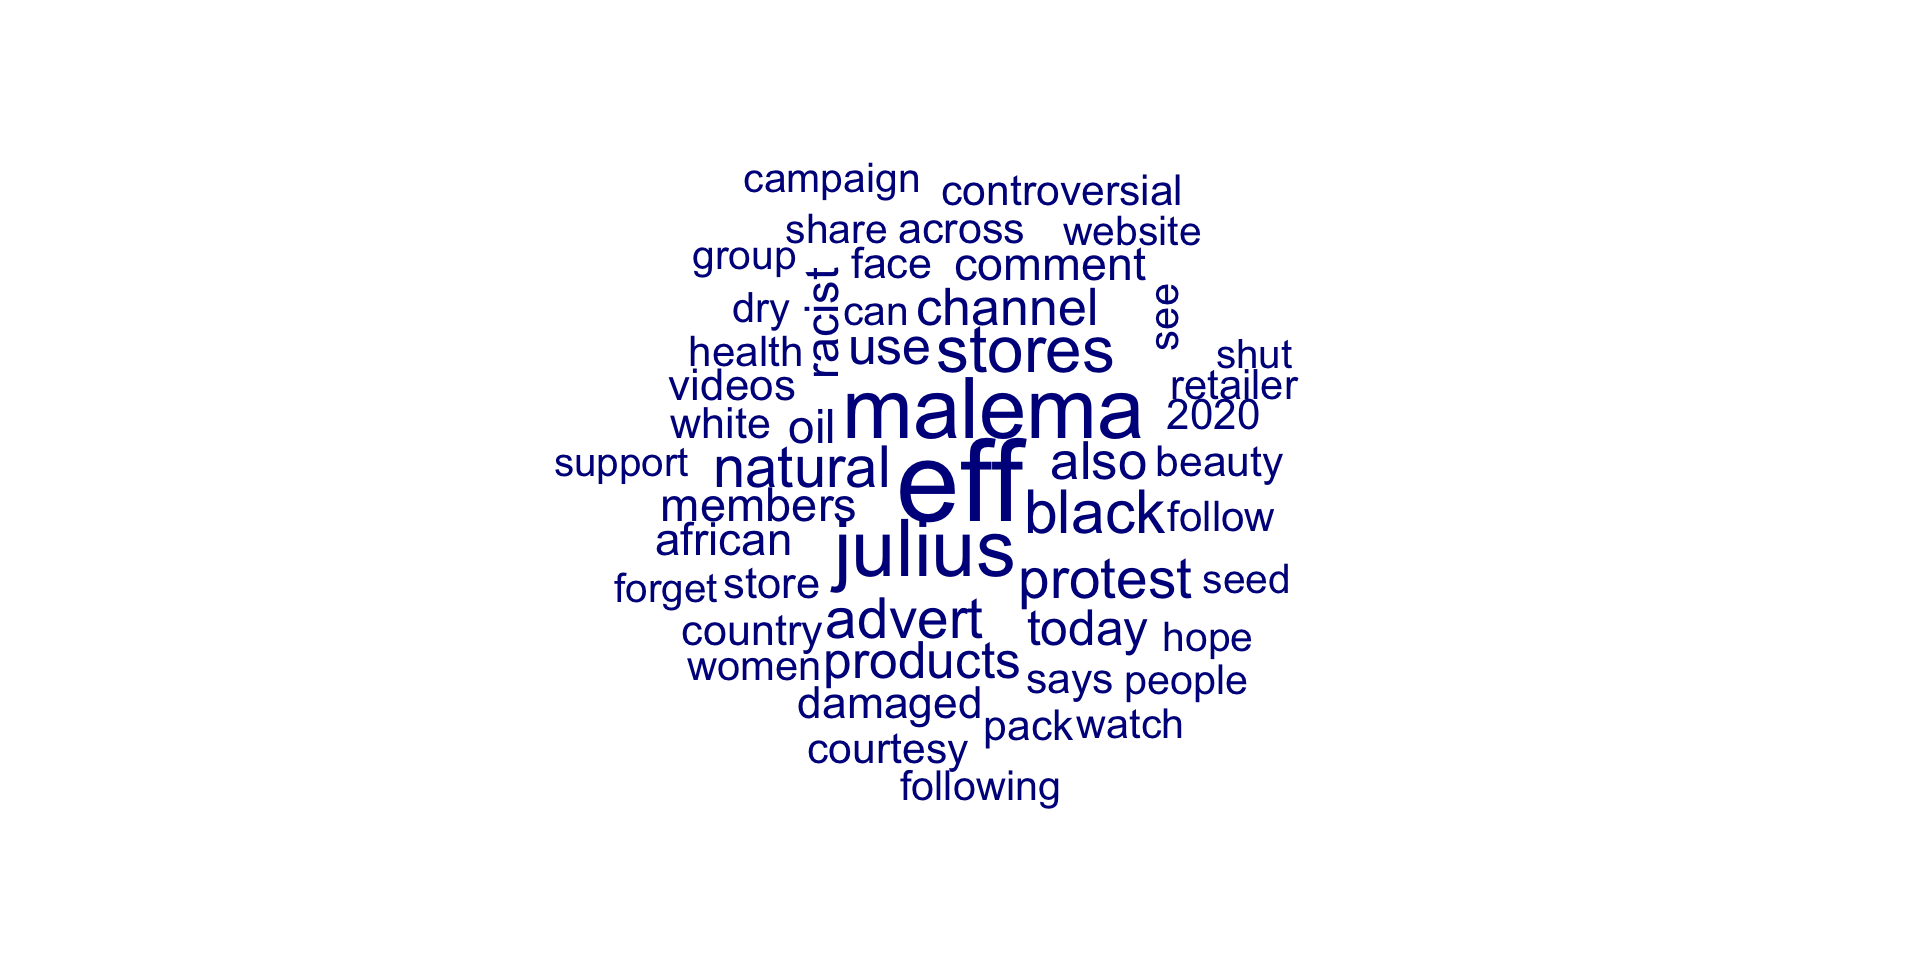 campaign
controversial
share across website
group racist face comment
dry can channel see
health use stores shut
videos retailer
white oil malema 2020
support natural eff also beauty
members black follow
african julius
forget store protest seed
country advert today hope
women products says people
damaged
pack watch
courtesy
following